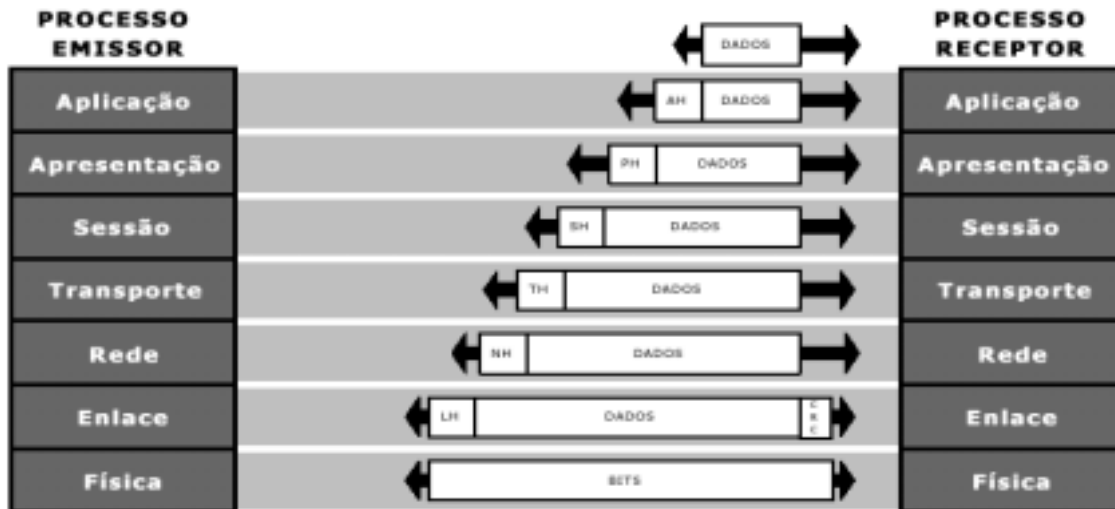 PROCESSO
EMISSOR
DADOS
PROCESSO
RECEPTOR
Aplicação
AH
DADOS
Aplicação
Apresentação
PH
DADOS
Apresentação
Sessão
SH
DADOS
Sessão
Transporte
TH
DADOS
Transporte
Rede
NH
DADOS
Rede
Enlace
LH
DADOS
CRC
Enlace
Física
BITS
Física